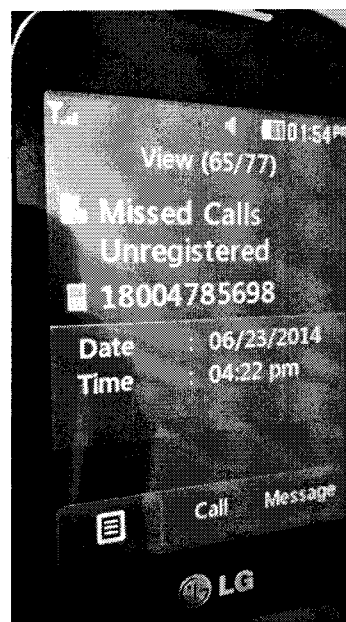 01:54PM
View (65/77)
Missed Calls
Unregistered
18004785698
Date : 06/23/2014
Time : 04:22 pm
Call Message
LG